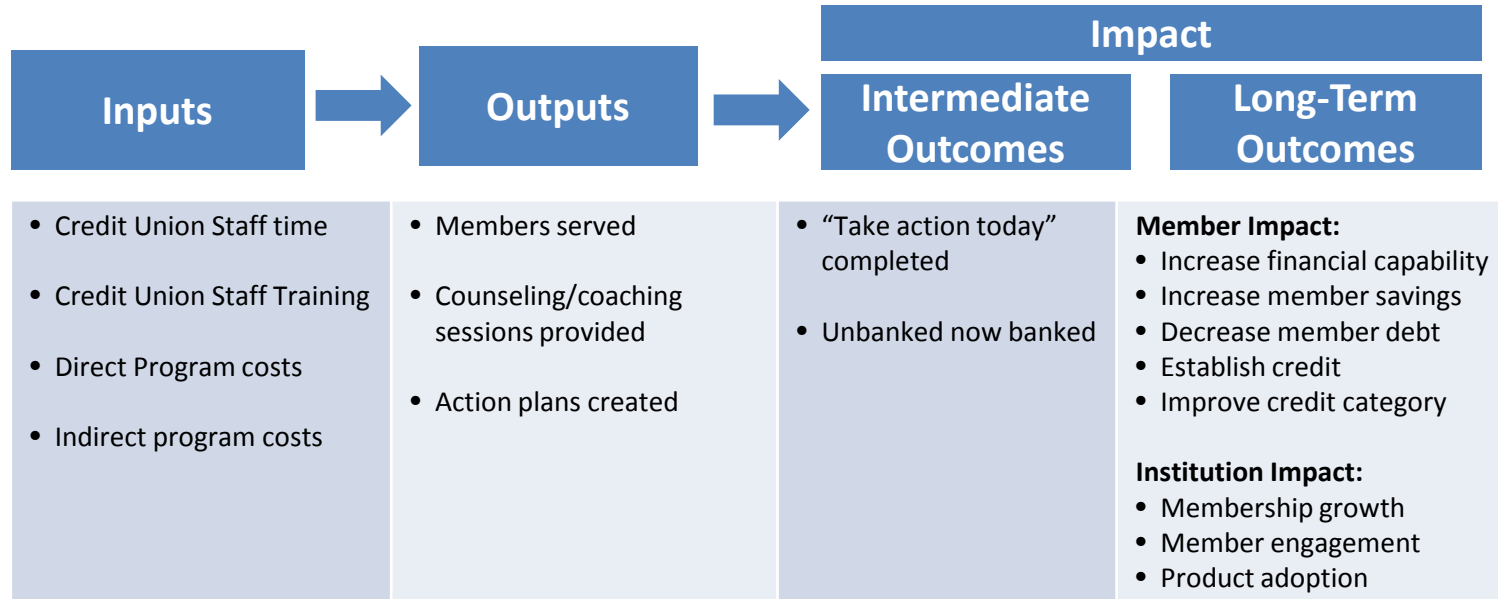 Impact
Inputs
Outputs
Intermediate
Outcomes
Long-Term
Outcomes
• Credit Union Staff time
• Credit Union Staff Training
• Direct Program costs
• Indirect program costs
• Members served
• Counseling/coaching
sessions provided
• Action plans created
• “Take action today”
completed
• Unbanked now banked
Member Impact:
• Increase financial capability
• Increase member savings
• Decrease member debt
• Establish credit
• Improve credit category
Institution Impact:
• Membership growth
• Member engagement
• Product adoption